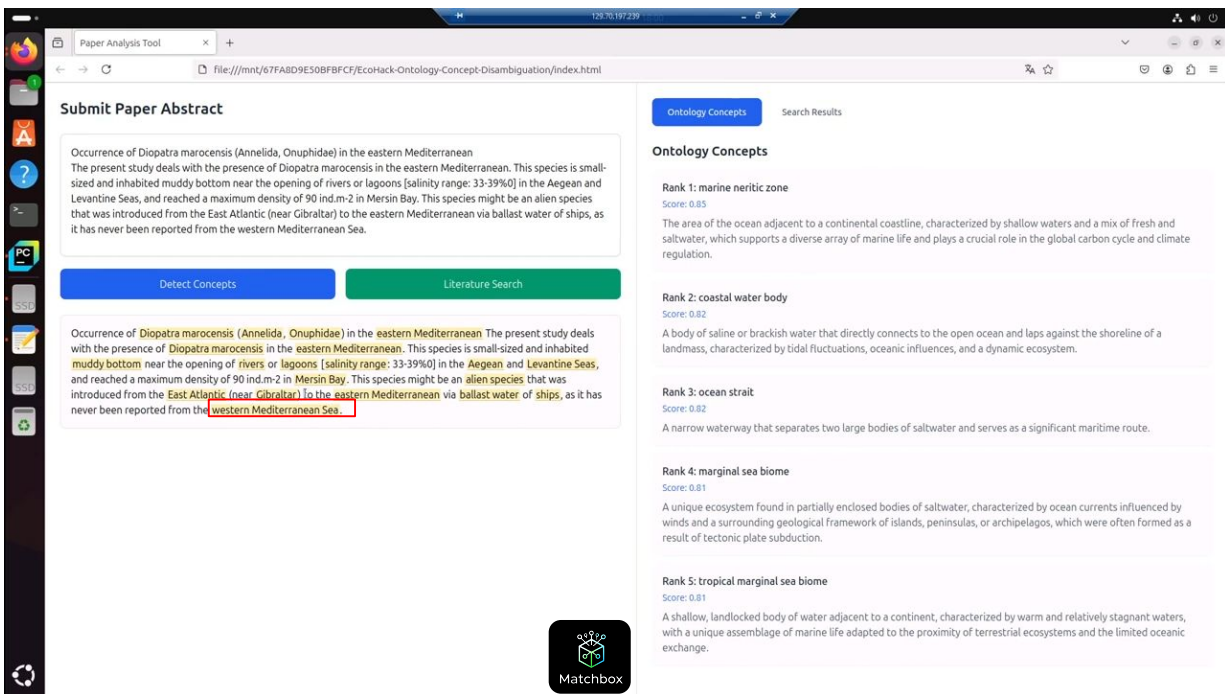 129.70.197.239
Paper Analysis Tool
file:///mnt/67FA8D9E50BFBFCF/EcoHack-Ontology-Concept-Disambiguation/index.html
Submit Paper Abstract
Occurrence of Diopatra marocensis (Annelida, Onuphidae) in the eastern Mediterranean
The present study deals with the presence of Diopatra marocensis in the eastern Mediterranean. This species is small-
sized and inhabited muddy bottom near the opening of rivers or lagoons [salinity range: 33-39%0] in the Aegean and
Levantine Seas, and reached a maximum density of 90 ind.m-2 in Mersin Bay. This species might be an alien species
that was introduced from the East Atlantic (near Gibraltar) to the eastern Mediterranean via ballast water of ships, as
it has never been reported from the western Mediterranean Sea.
Detect Concepts
Literature Search
Occurrence of Diopatra marocensis (Annelida, Onuphidae) in the eastern Mediterranean The present study deals
with the presence of Diopatra marocensis in the eastern Mediterranean. This species is small-sized and inhabited
muddy bottom near the opening of rivers or lagoons [salinity range: 33-39%0] in the Aegean and Levantine Seas,
and reached a maximum density of 90 ind.m-2 in Mersin Bay. This species might be an alien species that was
introduced from the East Atlantic (near Gibraltar) to the eastern Mediterranean via ballast water of ships, as it has
never been reported from the western Mediterranean Sea.
Ontology Concepts
Search Results
Ontology Concepts
Rank 1: marine neritic zone
Score: 0.85
The area of the ocean adjacent to a continental coastline, characterized by shallow waters and a mix of fresh and
saltwater, which supports a diverse array of marine life and plays a crucial role in the global carbon cycle and climate
regulation.
Rank 2: coastal water body
Score: 0.82
A body of saline or brackish water that directly connects to the open ocean and laps against the shoreline of a
landmass, characterized by tidal fluctuations, oceanic influences, and a dynamic ecosystem.
Rank 3: ocean strait
Score: 0.82
A narrow waterway that separates two large bodies of saltwater and serves as a significant maritime route.
Rank 4: marginal sea biome
Score: 0.81
A unique ecosystem found in partially enclosed bodies of saltwater, characterized by ocean currents influenced by
winds and a surrounding geological framework of islands, peninsulas, or archipelagos, which were often formed as a
result of tectonic plate subduction.
Rank 5: tropical marginal sea biome
Score: 0.81
A shallow, landlocked body of water adjacent to a continent, characterized by warm and relatively stagnant waters,
with a unique assemblage of marine life adapted to the proximity of terrestrial ecosystems and the limited oceanic
exchange.
PC
SSD
SSD
Matchbox